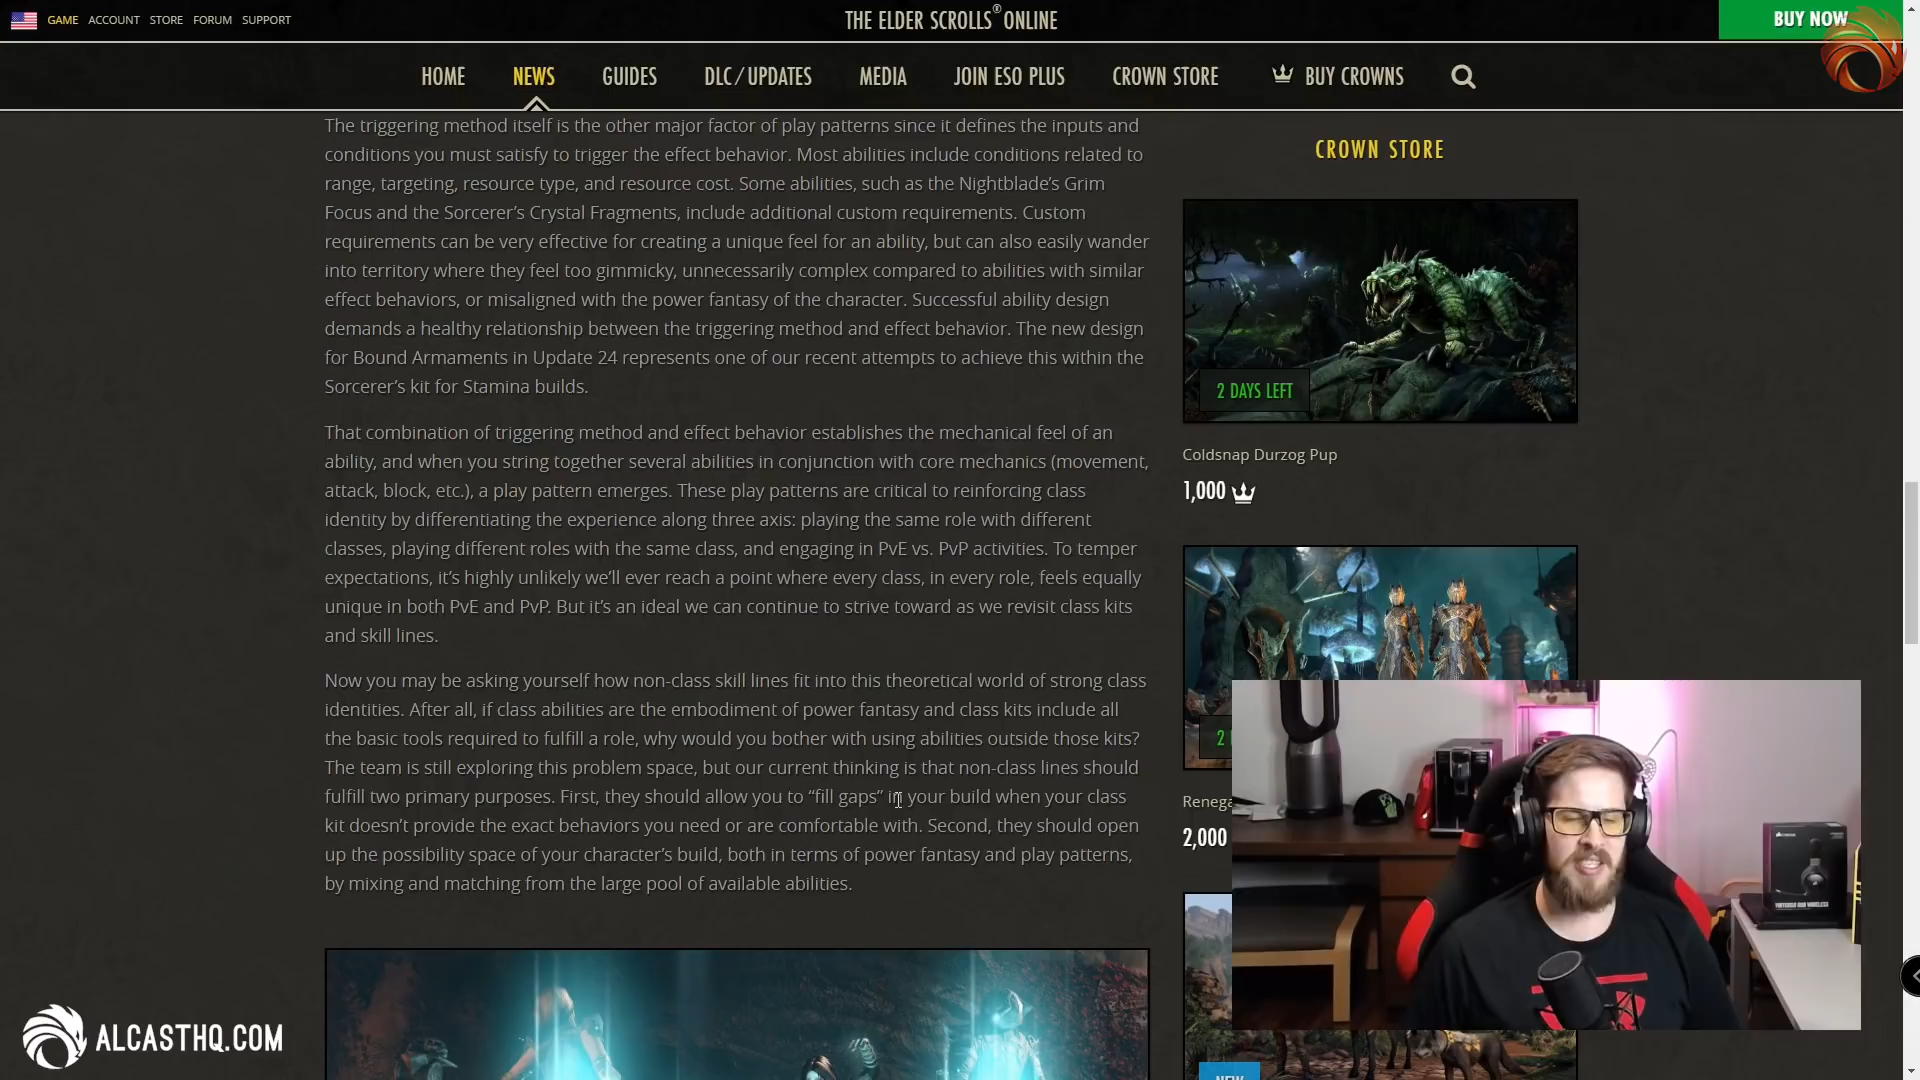 GAME ACCOUNT STORE FORUM SUPPORT
THE ELDER SCROLLS® ONLINE
BUY NOW
HOME NEWS GUIDES DLC/UPDATES MEDIA JOIN ESO PLUS CROWN STORE BUY CROWNS
The triggering method itself is the other major factor of play patterns since it defines the inputs and
conditions you must satisfy to trigger the effect behavior. Most abilities include conditions related to
range, targeting, resource type, and resource cost. Some abilities, such as the Nightblade’s Grim
Focus and the Sorcerer’s Crystal Fragments, include additional custom requirements. Custom
requirements can be very effective for creating a unique feel for an ability, but can also easily wander
into territory where they feel too gimmicky, unnecessarily complex compared to abilities with similar
effect behaviors, or misaligned with the power fantasy of the character. Successful ability design
demands a healthy relationship between the triggering method and effect behavior. The new design
for Bound Armaments in Update 24 represents one of our recent attempts to achieve this within the
Sorcerer’s kit for Stamina builds.
That combination of triggering method and effect behavior establishes the mechanical feel of an
ability, and when you string together several abilities in conjunction with core mechanics (movement,
attack, block, etc.), a play pattern emerges. These play patterns are critical to reinforcing class
identity by differentiating the experience along three axis: playing the same role with different
classes, playing different roles with the same class, and engaging in PvE vs. PvP activities. To temper
expectations, it’s highly unlikely we’ll ever reach a point where every class, in every role, feels equally
unique in both PvE and PvP. But it’s an ideal we can continue to strive toward as we revisit class kits
and skill lines.
Now you may be asking yourself how non-class skill lines fit into this theoretical world of strong class
identities. After all, if class abilities are the embodiment of power fantasy and class kits include all
the basic tools required to fulfill a role, why would you bother with using abilities outside those kits?
The team is still exploring this problem space, but our current thinking is that non-class lines should
fulfill two primary purposes. First, they should allow you to “fill gaps” in your build when your class
kit doesn’t provide the exact behaviors you need or are comfortable with. Second, they should open
up the possibility space of your character’s build, both in terms of power fantasy and play patterns,
by mixing and matching from the large pool of available abilities.
CROWN STORE
2 DAYS LEFT
Coldsnap Durzog Pup
1,000
2
Renega
2,000
NEW
ALCASTHQ.COM